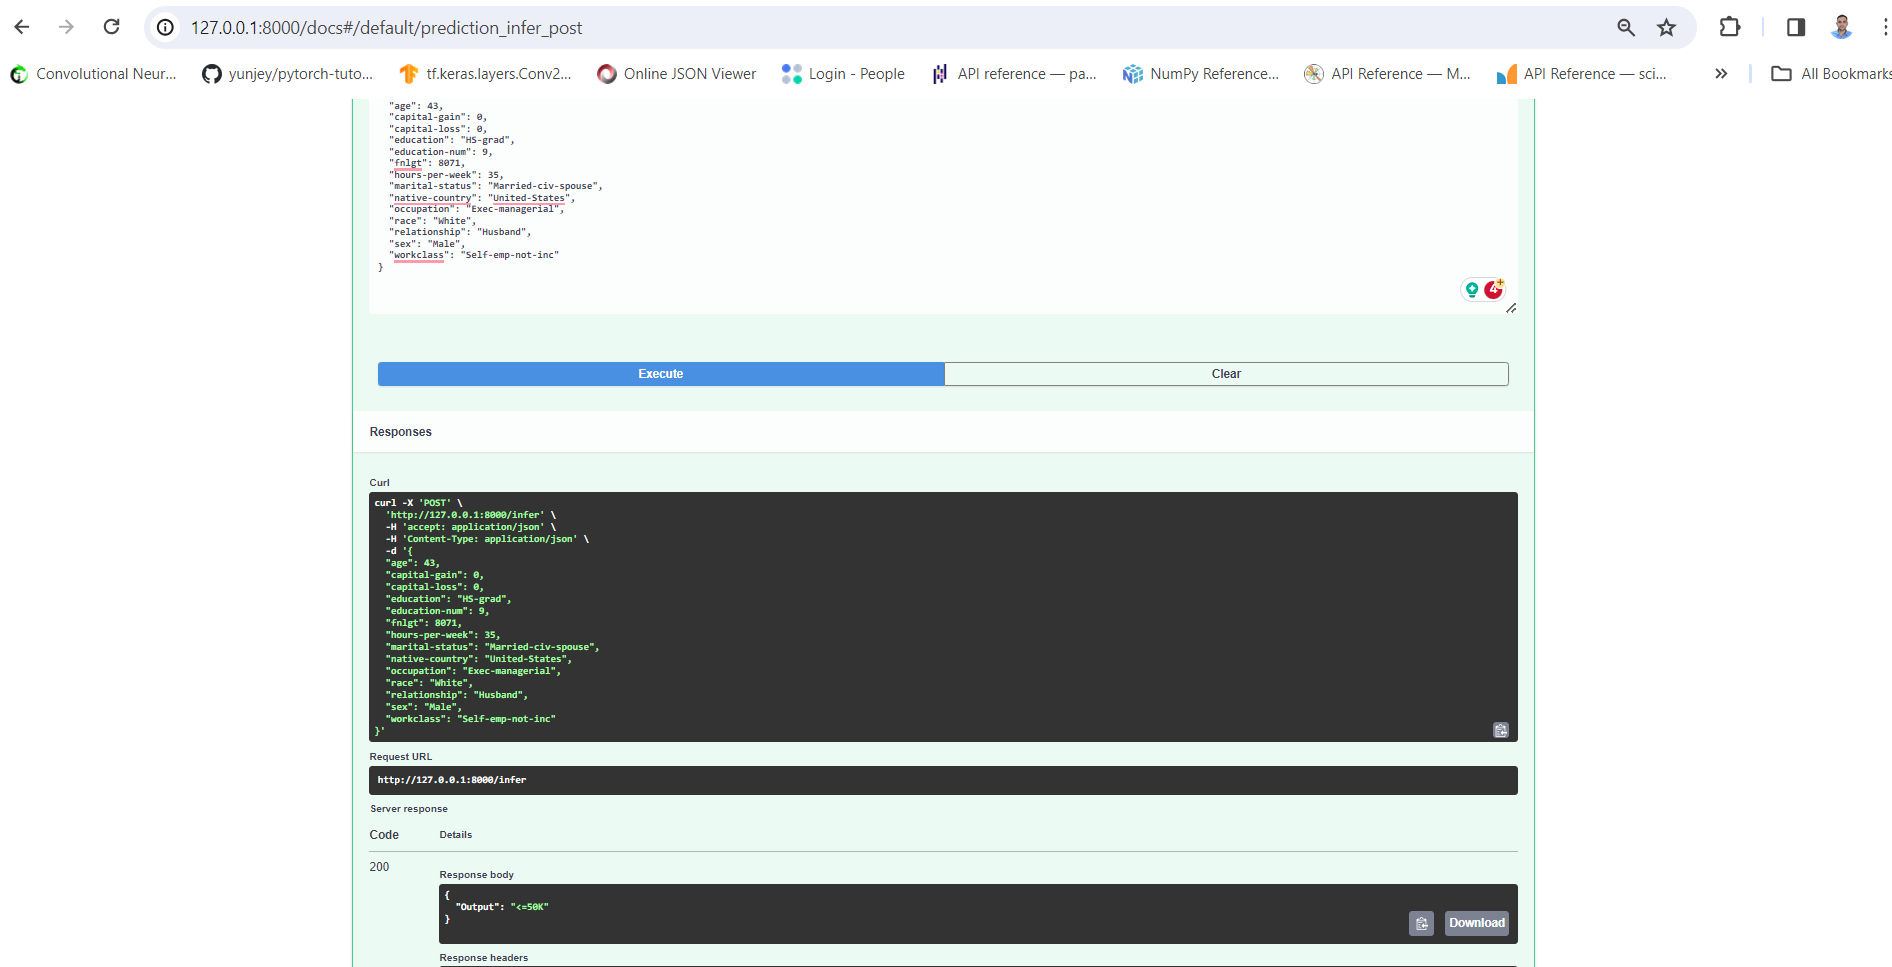 127.0.0.1:8000/docs#/default/prediction_infer_post
Convolutional Neur...
yunjey/pytorch-tuto...
tf.keras.layers.Conv2...
Online JSON Viewer
Login - People
API reference — pa...
NumPy Reference...
API Reference — M...
API Reference — sci...
»
All Bookmarks
"age": 43,
"capital-gain": 0,
"capital-loss": 0,
"education": "HS-grad",
"education-num": 9,
"fnlgt": 8071,
"hours-per-week": 35,
"marital-status": "Married-civ-spouse",
"native-country": "United-States",
"occupation": "Exec-managerial",
"race": "White",
"relationship": "Husband",
"sex": "Male",
"workclass": "Self-emp-not-inc"
}
4+
Execute
Clear
Responses
Curl
curl -X 'POST' \
'http://127.0.0.1:8000/infer' \
-H 'accept: application/json' \
-H 'Content-Type: application/json' \
-d '{
"age": 43,
"capital-gain": 0,
"capital-loss": 0,
"education": "HS-grad",
"education-num": 9,
"fnlgt": 8071,
"hours-per-week": 35,
"marital-status": "Married-civ-spouse",
"native-country": "United-States",
"occupation": "Exec-managerial",
"race": "White",
"relationship": "Husband",
"sex": "Male",
"workclass": "Self-emp-not-inc"
}'
Request URL
http://127.0.0.1:8000/infer
Server response
Code
Details
200
Response body
{
"Output": "<=50K"
}
Download
Response headers